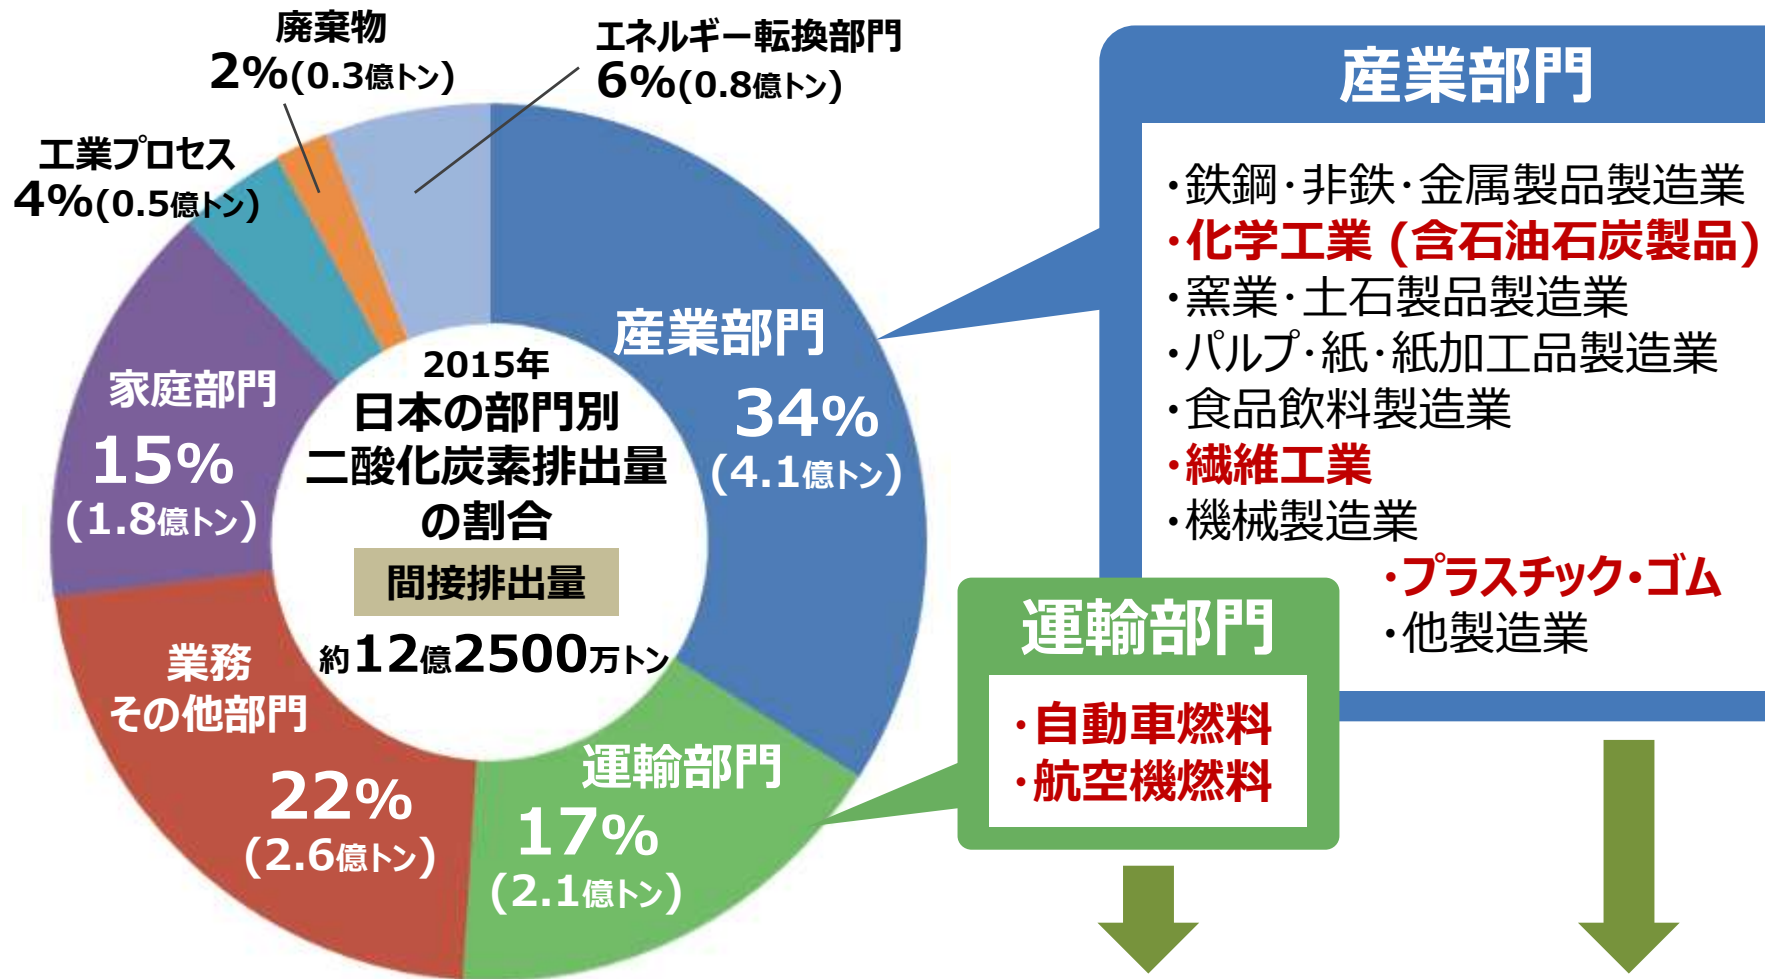 廃棄物
2%(0.3億トン)
エネルギー転換部門
6%(0.8億トン)
工業プロセス
4%(0.5億トン)
産業部門
34%
(4.1億トン)
家庭部門
15%
(1.8億トン)
業務
その他部門
22%
(2.6億トン)
運輸部門
17%
(2.1億トン)
2015年
日本の部門別
二酸化炭素排出量
の割合
間接排出量
約12億2500万トン
産業部門
・鉄鋼・非鉄・金属製品製造業
・化学工業 (含石油石炭製品)
・窯業・土石製品製造業
・パルプ・紙・紙加工品製造業
・食品飲料製造業
・繊維工業
・機械製造業
・プラスチック・ゴム
・他製造業
運輸部門
・自動車燃料
・航空機燃料